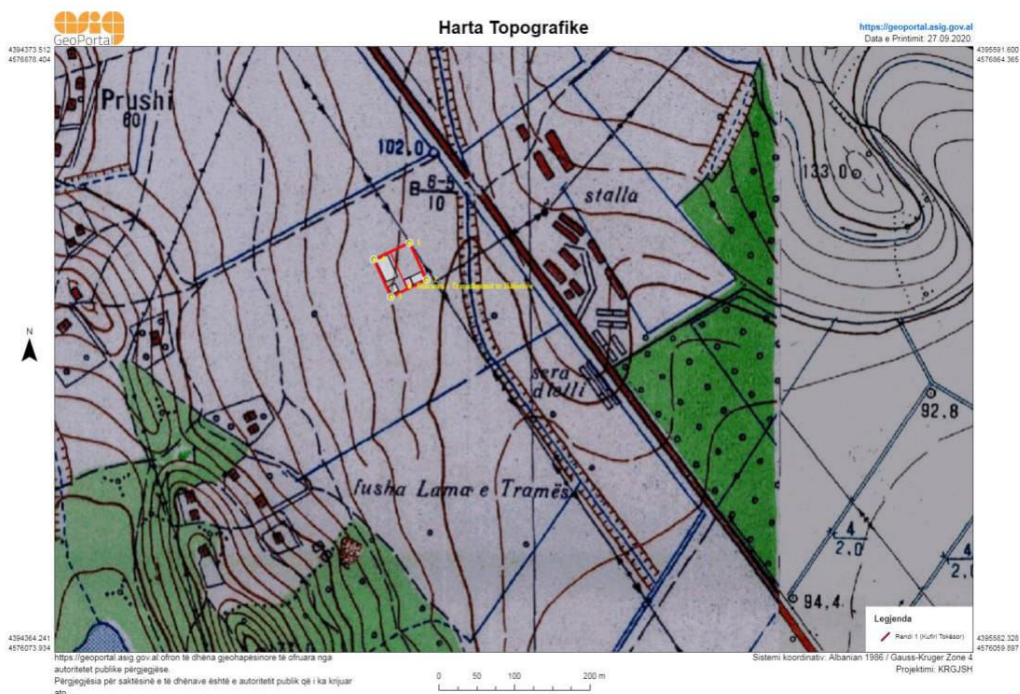 asig
GeoPortal
Harta Topografike
https://geoportal.asig.gov.al
Data e Printimit: 27.09.2020.
4394373.512
4576878.404
4395591.600
4576864.365
Prushi
60
102.0
B 6-5
10
stalla
133.0
sera
djelli
92.8
fusha Lama e Tramës
4
2.0
4
2.0
94.4
N
Legjenda
Rendi 1 (Kufiri Tokësor)
4394364.241
4576073.934
4395582.328
4576059.897
https://geoportal.asig.gov.al ofron të dhëna gjeohapësinore të ofruara nga
autoritetet publike përgjegjëse.
Përgjegjësia për saktësinë e të dhënave është e autoritetit publik që i ka krijuar
ato.
Sistemi koordinativ: Albanian 1986 / Gauss-Kruger Zone 4
Projektimi: KRGJSH
0 50 100 200 m